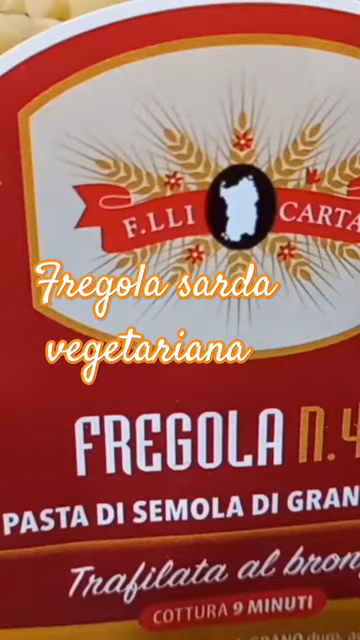 F.LLI CARTA
Fregola sarda
vegetariana
FREGOLA N.4
PASTA DI SEMOLA DI GRAN
Trafilata al bron
COTTURA 9 MINUTI